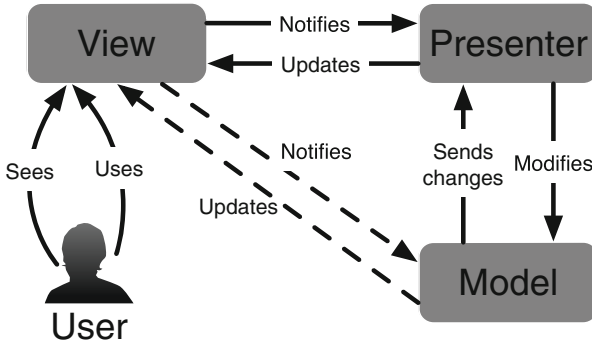 View
Notifies
Presenter
Updates
Sees
Uses
Notifies
Sends
changes
Modifies
Updates
Model
User